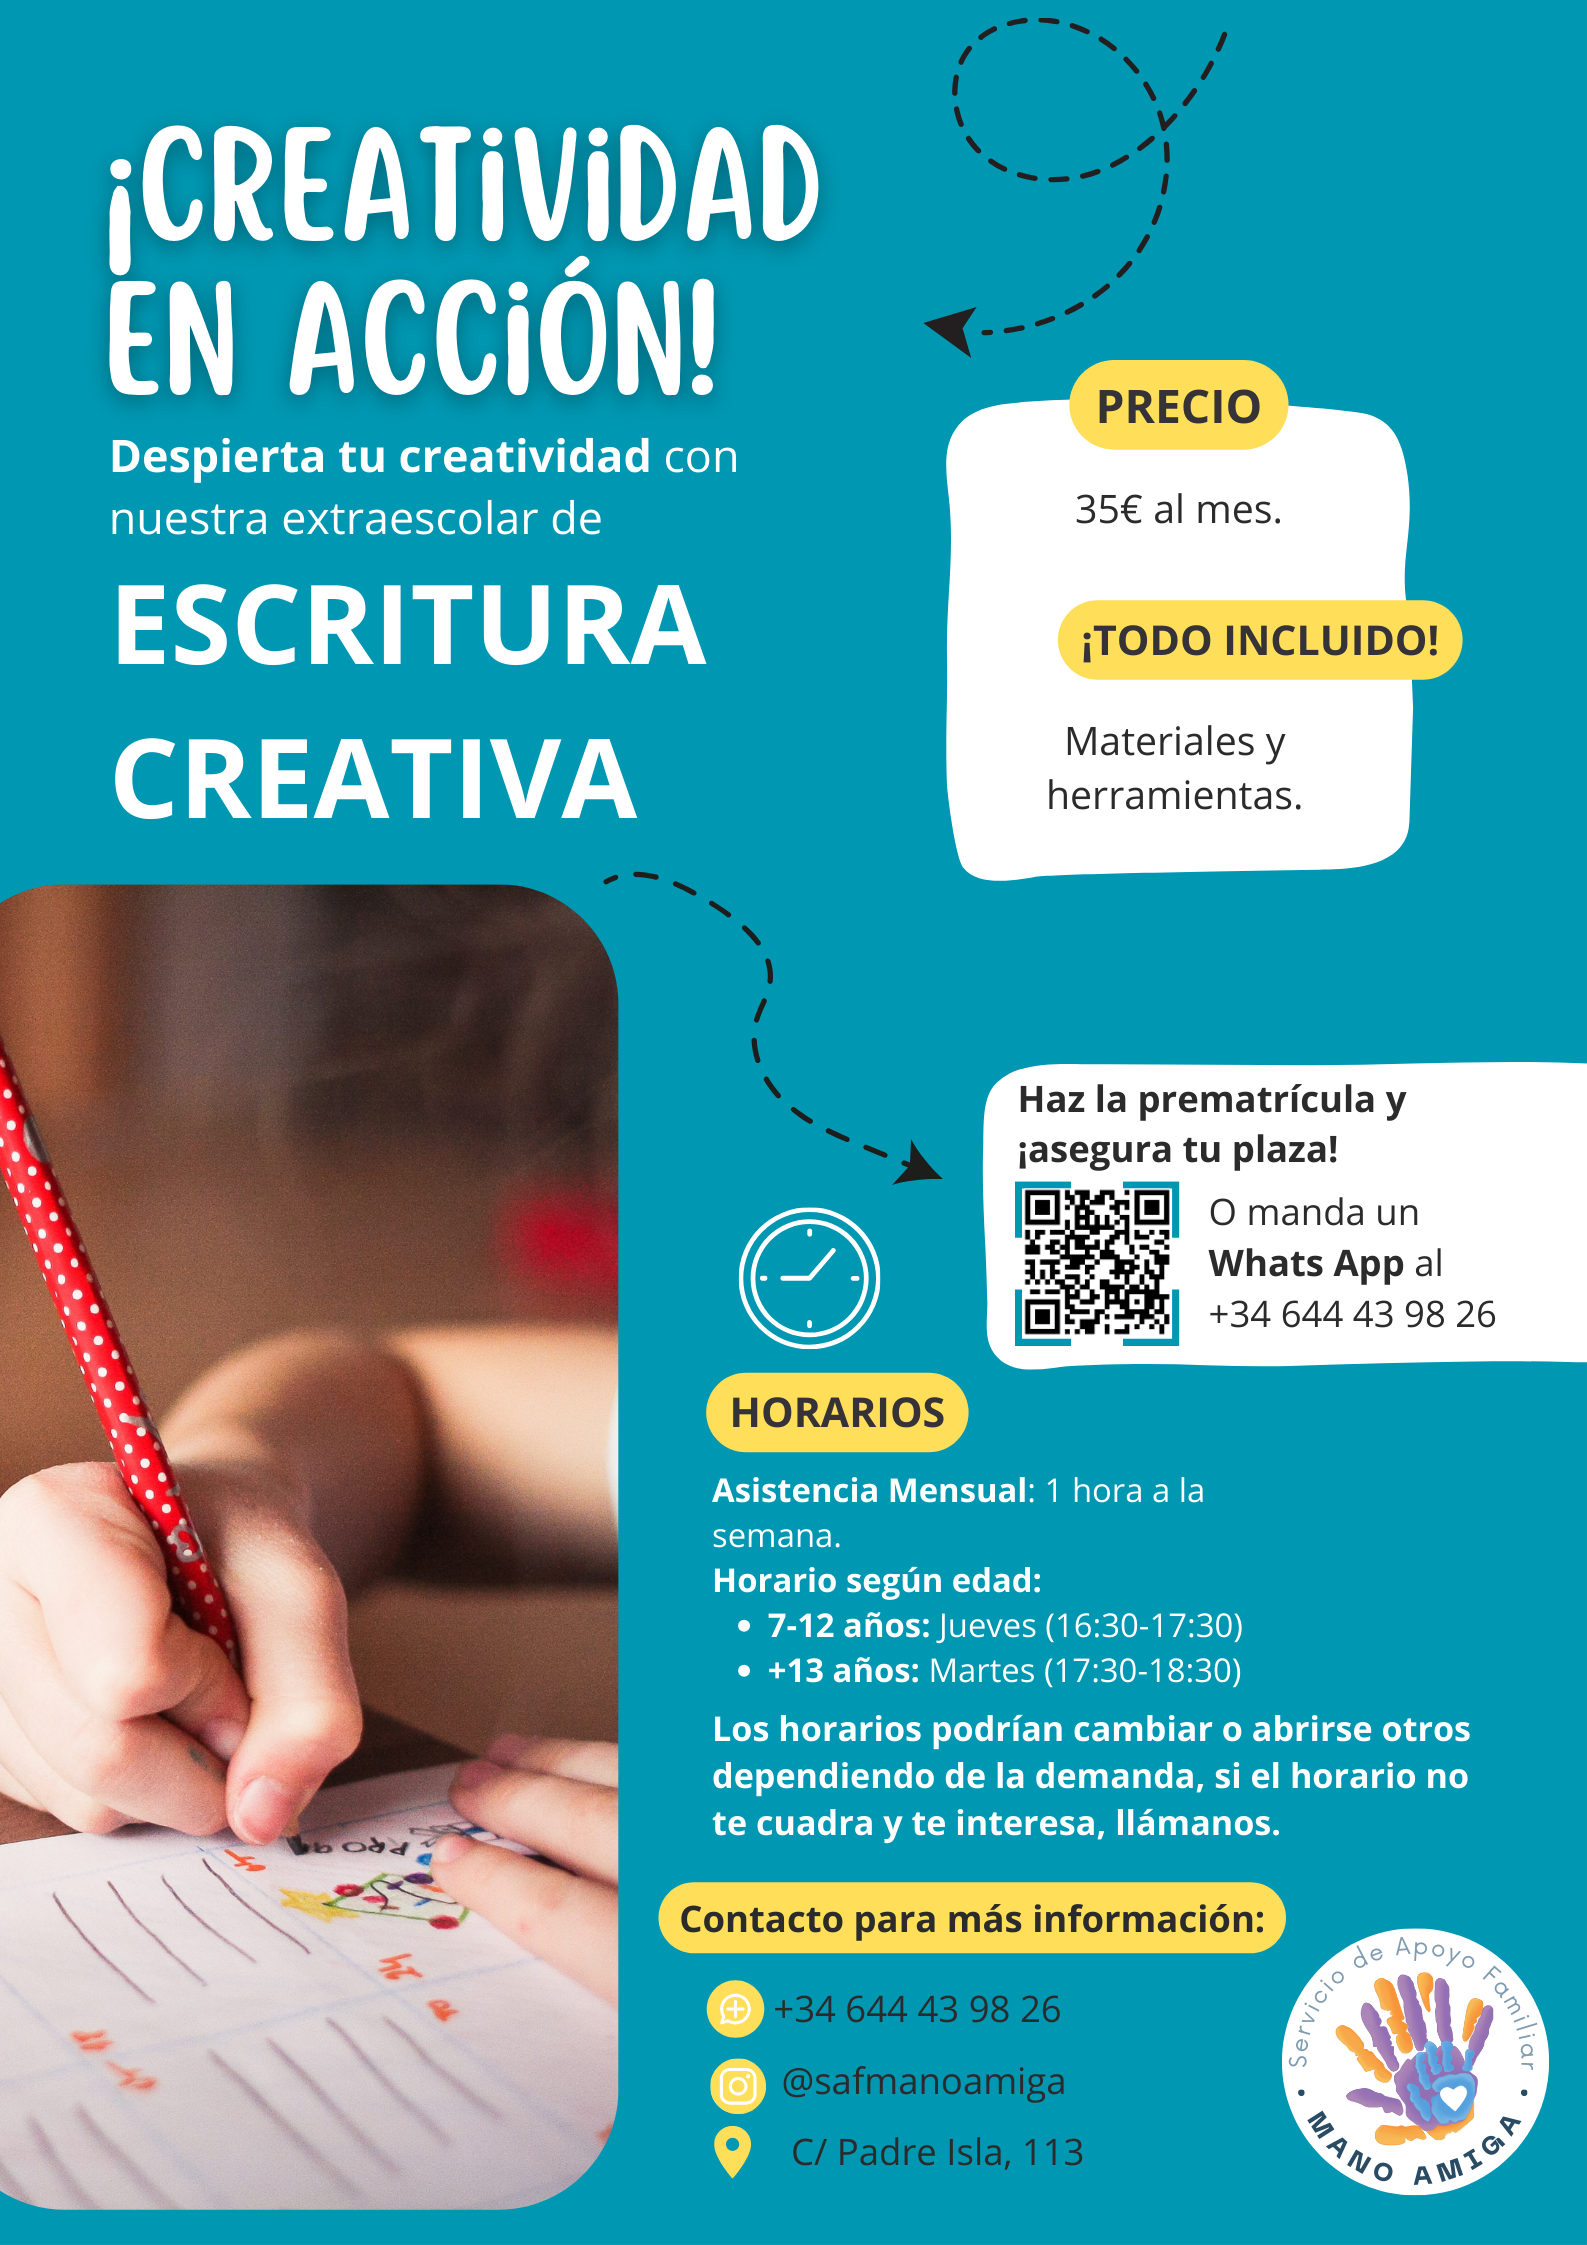 ¡CREATIVIDAD
EN ACCIÓN!
Despierta tu creatividad con
nuestra extraescolar de
ESCRITURA
CREATIVA
PRECIO
35€ al mes.
¡TODO INCLUIDO!
Materiales y
herramientas.
Haz la prematrícula y
¡asegura tu plaza!
O manda un
Whats App al
+34 644 43 98 26
HORARIOS
Asistencia Mensual: 1 hora a la
semana.
Horario según edad:
• 7-12 años: Jueves (16:30-17:30)
• +13 años: Martes (17:30-18:30)
Los horarios podrían cambiar o abrirse otros
dependiendo de la demanda, si el horario no
te cuadra y te interesa, llámanos.
Contacto para más información:
+34 644 43 98 26
@safmanoamiga
C/ Padre Isla, 113
Servicio de Apoyo Familiar
• MANO AMIGA •